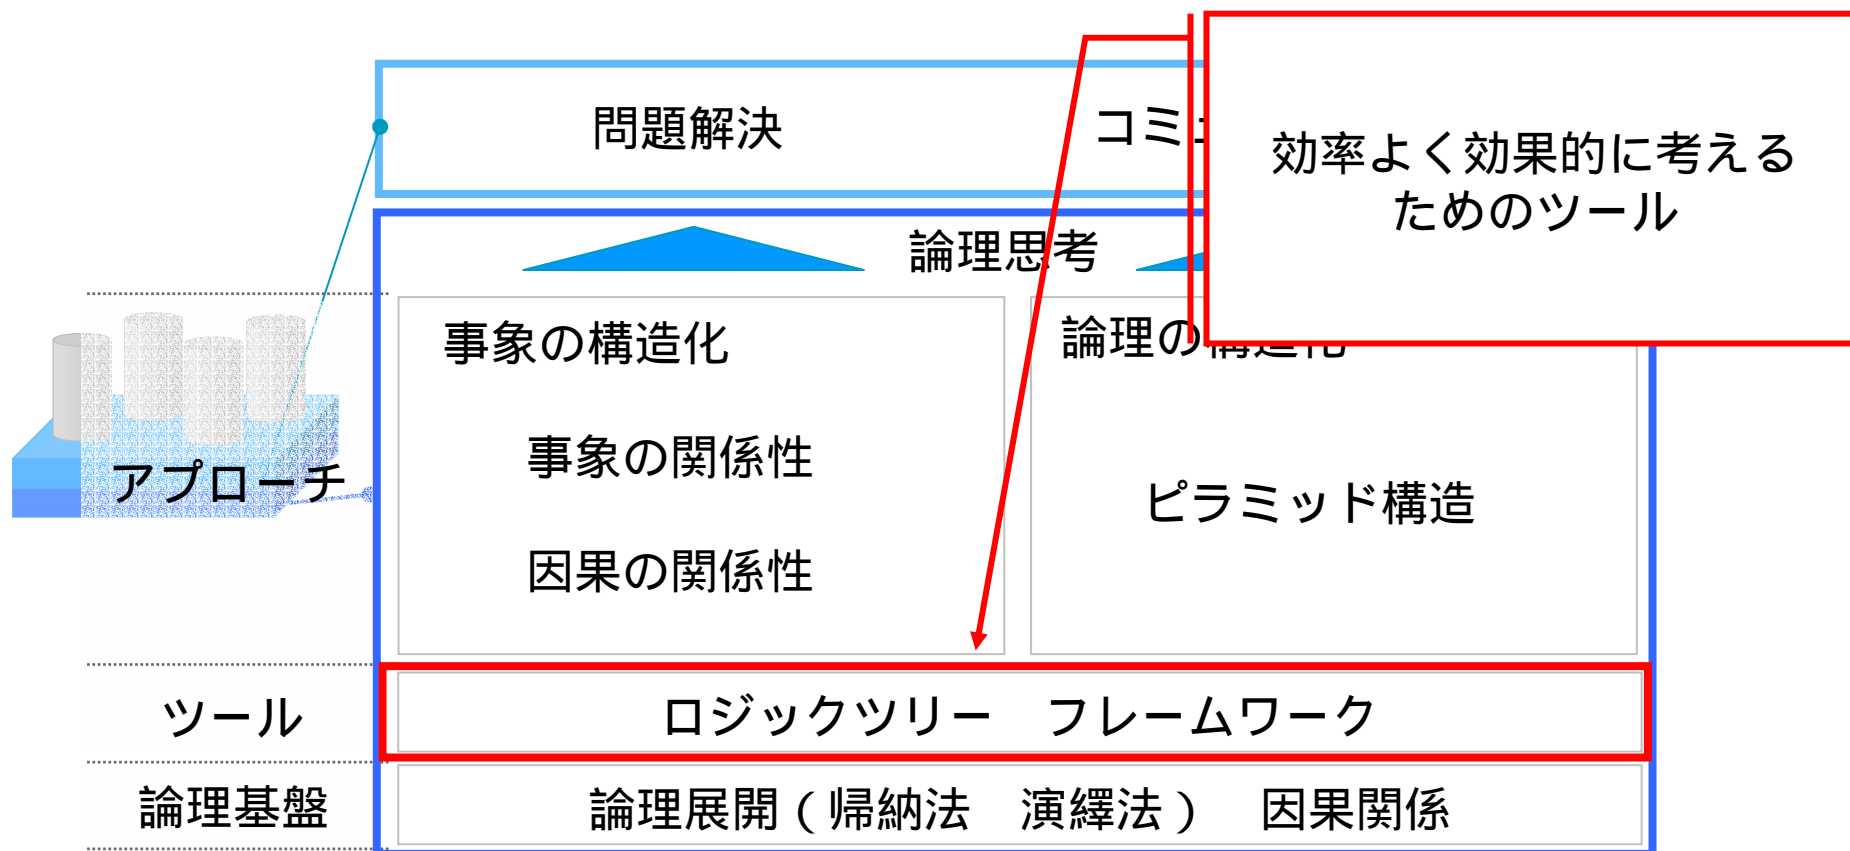 問題解決
コミュ
効率よく効果的に考える
ためのツール
論理思考
事象の構造化
論理の構造化
事象の関係性
アプローチ
ピラミッド構造
因果の関係性
ツール
ロジックツリー　フレームワーク
論理基盤
論理展開（帰納法　演繹法）　因果関係